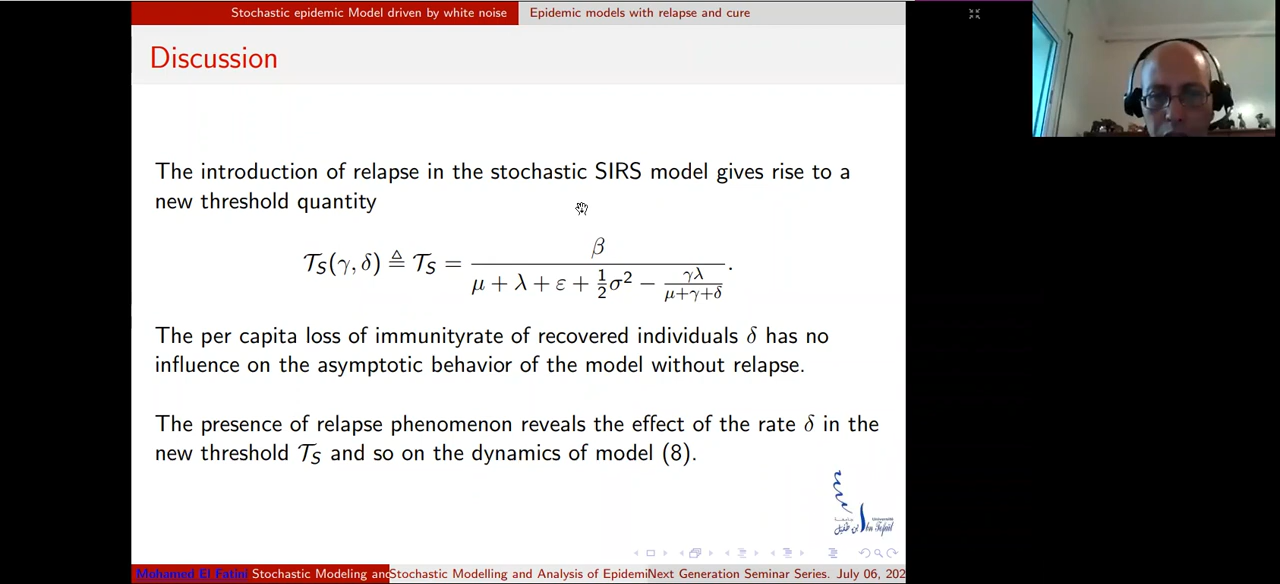 Stochastic epidemic Model driven by white noise Epidemic models with relapse and cure
Discussion
The introduction of relapse in the stochastic SIRS model gives rise to a
new threshold quantity
𝒯S(γ, δ) ≜ 𝒯S = β / (μ + λ + ε + ½σ² − γλ/(μ+γ+δ)).
The per capita loss of immunityrate of recovered individuals δ has no
influence on the asymptotic behavior of the model without relapse.
The presence of relapse phenomenon reveals the effect of the rate δ in the
new threshold 𝒯S and so on the dynamics of model (8).
Université
Mohamed El Fatini Stochastic Modeling and Stochastic Modelling and Analysis of Epidemi Next Generation Seminar Series. July 06, 202